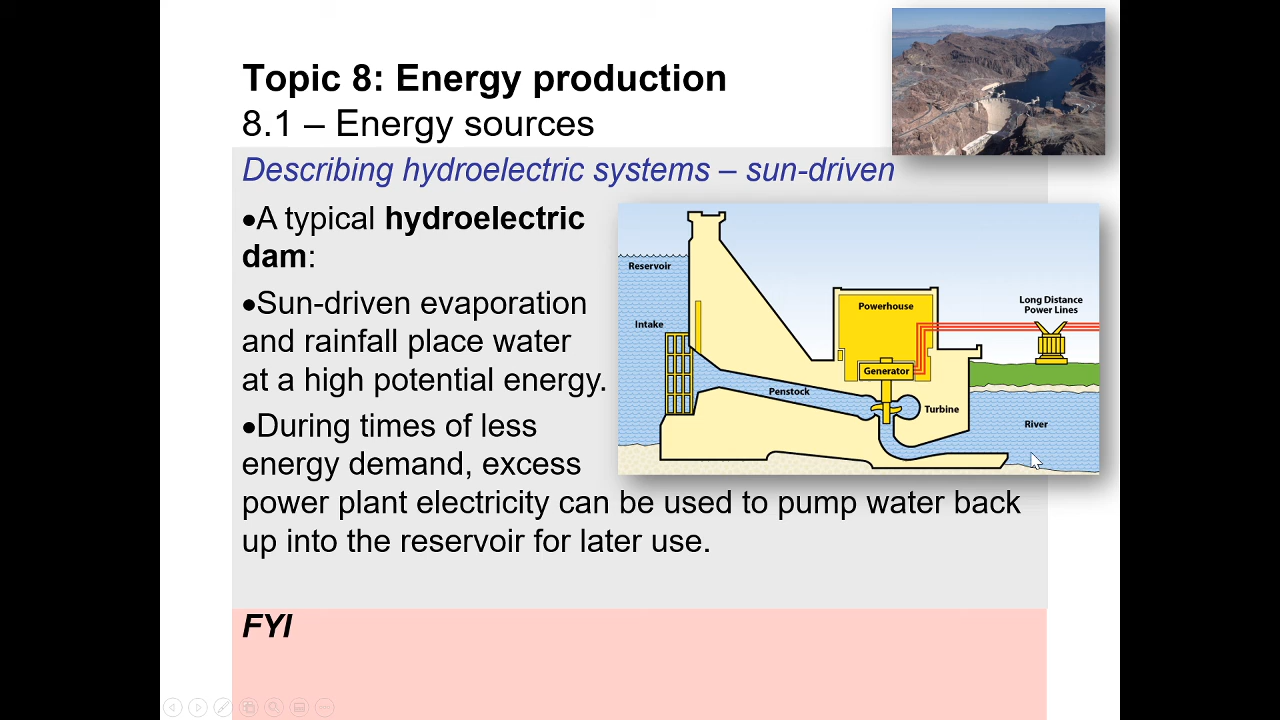 Topic 8: Energy production
8.1 – Energy sources
Describing hydroelectric systems – sun-driven
•A typical hydroelectric
dam:
•Sun-driven evaporation
and rainfall place water
at a high potential energy.
•During times of less
energy demand, excess
power plant electricity can be used to pump water back
up into the reservoir for later use.
Reservoir
Intake
Penstock
Powerhouse
Generator
Turbine
Long Distance
Power Lines
River
FYI